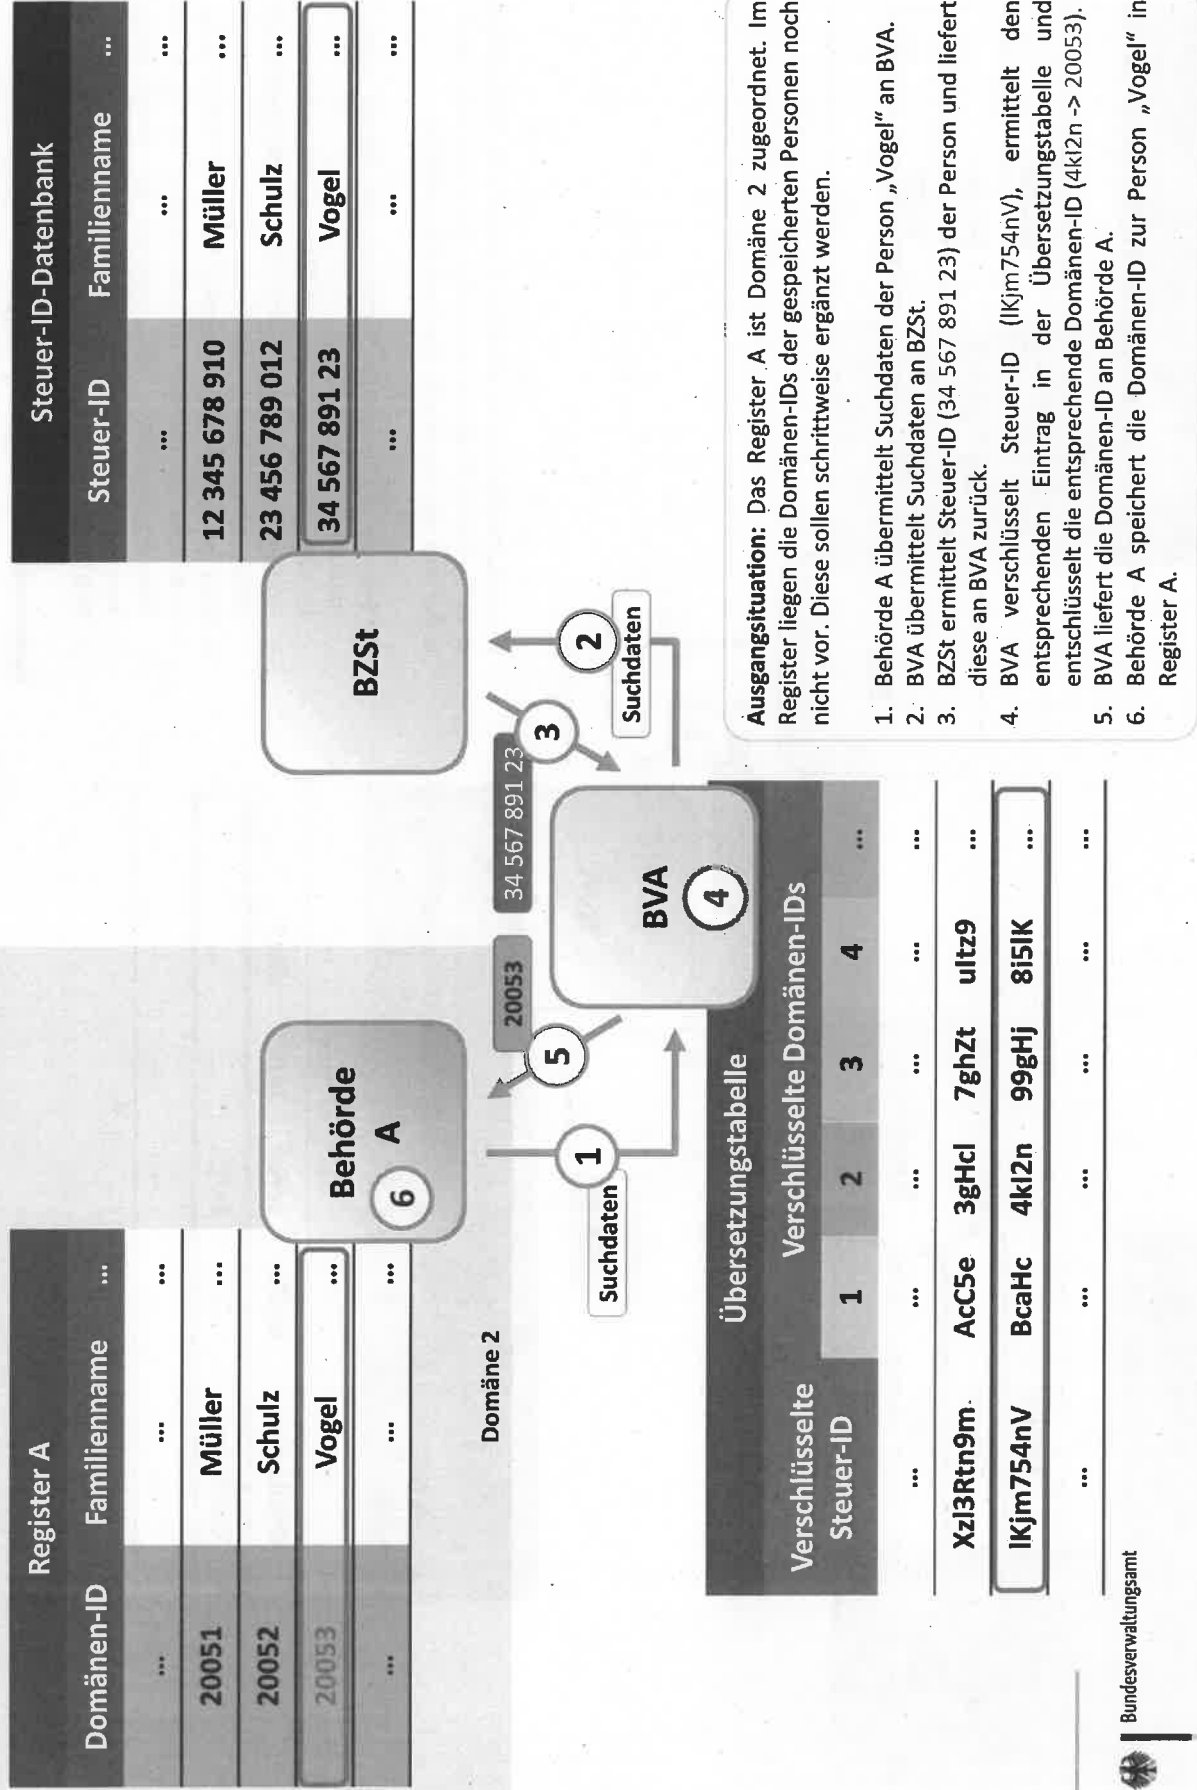 Register A
Domänen-ID Familienname ...
... ... ...
20051 Müller ...
20052 Schulz ...
20053 Vogel ...
... ... ...
Steuer-ID-Datenbank
Steuer-ID Familienname ...
... ... ...
12 345 678 910 Müller ...
23 456 789 012 Schulz ...
34 567 891 23 Vogel ...
... ... ...
Behörde
A
6
BZSt
Domäne 2
1
Suchdaten
5
20053
34 567 891 23
3
2
Suchdaten
BVA
4
Übersetzungstabelle
Verschlüsselte
Steuer-ID
Verschlüsselte Domänen-IDs
1 2 3 4 ...
... ... ... ... ... ...
Xzl3Rtn9m AcC5e 3gHcl 7ghZt ultz9 ...
lKjm754nV BcaHc 4kl2n 99gHj 8i5lK ...
... ... ... ... ... ...
Ausgangsituation: Das Register A ist Domäne 2 zugeordnet. Im
Register liegen die Domänen-IDs der gespeicherten Personen noch
nicht vor. Diese sollen schrittweise ergänzt werden.
1. Behörde A übermittelt Suchdaten der Person „Vogel“ an BVA.
2. BVA übermittelt Suchdaten an BZSt.
3. BZSt ermittelt Steuer-ID (34 567 891 23) der Person und liefert
diese an BVA zurück.
4. BVA verschlüsselt Steuer-ID (lKjm754nV), ermittelt den
entsprechenden Eintrag in der Übersetzungstabelle und
entschlüsselt die entsprechende Domänen-ID (4kl2n -> 20053).
5. BVA liefert die Domänen-ID an Behörde A.
6. Behörde A speichert die Domänen-ID zur Person „Vogel“ in
Register A.
Bundesverwaltungsamt